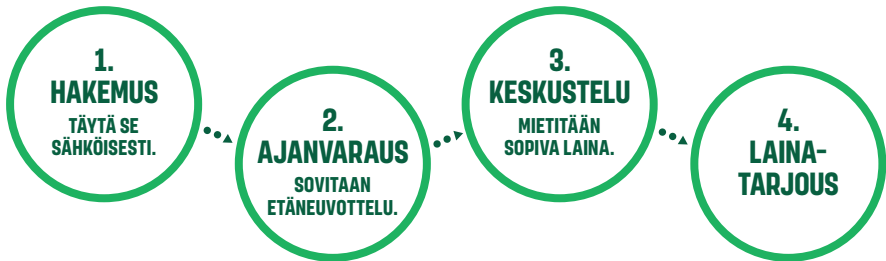 1.
HAKEMUS
TÄYTÄ SE
SÄHKÖISESTI.
2.
AJANVARAUS
SOVITAAN
ETÄNEUVOTTELU.
3.
KESKUSTELU
MIETITÄÄN
SOPIVA LAINA.
4.
LAINA-
TARJOUS